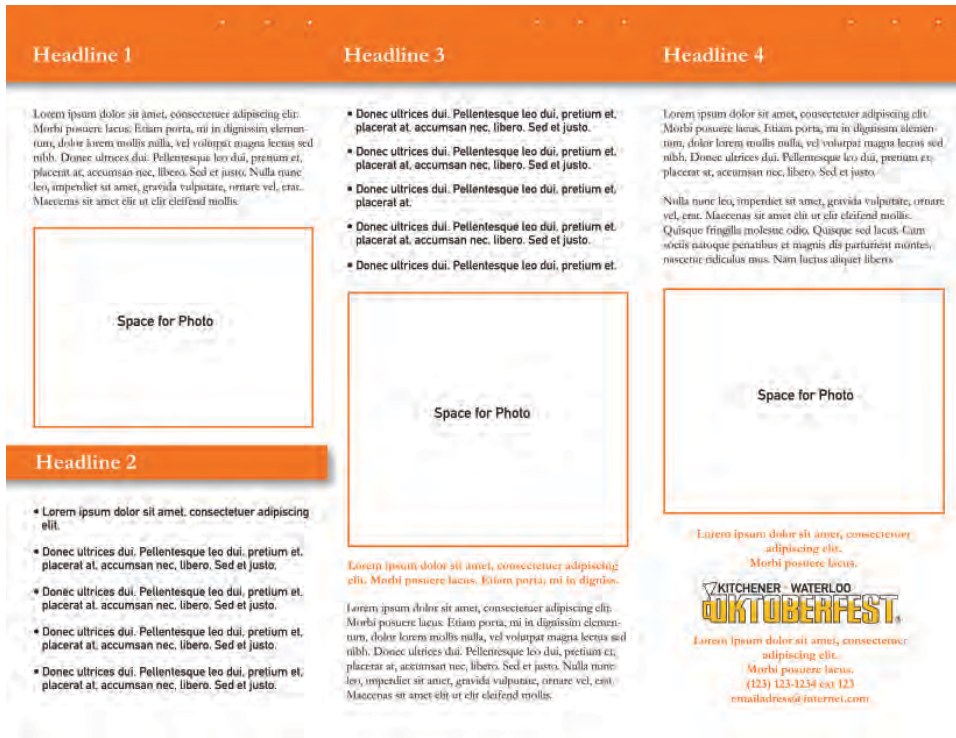 Headline 1
Lorem ipsum dolor sit amet, consectetuer adipiscing elit.
Morbi posuere lacus. Etiam porta, mi in dignissim elemen-
tum, dolor lorem mollis nulla, vel volutpat magna lectus sed
nibh. Donec ultrices dui. Pellentesque leo dui, pretium et,
placerat at, accumsan nec, libero. Sed et justo. Nulla nunc
leo, imperdiet sit amet, gravida vulputate, ornare vel, erat.
Maecenas sit amet elit ut elit eleifend mollis.
Space for Photo
Headline 2
• Lorem ipsum dolor sit amet, consectetuer adipiscing
elit.
• Donec ultrices dui. Pellentesque leo dui, pretium et,
placerat at, accumsan nec, libero. Sed et justo.
• Donec ultrices dui. Pellentesque leo dui, pretium et,
placerat at, accumsan nec, libero. Sed et justo.
• Donec ultrices dui. Pellentesque leo dui, pretium et,
placerat at, accumsan nec, libero. Sed et justo.
• Donec ultrices dui. Pellentesque leo dui, pretium et,
placerat at, accumsan nec, libero. Sed et justo.
Headline 3
• Donec ultrices dui. Pellentesque leo dui, pretium et,
placerat at, accumsan nec, libero. Sed et justo.
• Donec ultrices dui. Pellentesque leo dui, pretium et,
placerat at, accumsan nec, libero. Sed et justo.
• Donec ultrices dui. Pellentesque leo dui, pretium et,
placerat at.
• Donec ultrices dui. Pellentesque leo dui, pretium et,
placerat at, accumsan nec, libero. Sed et justo.
• Donec ultrices dui. Pellentesque leo dui, pretium et.
Space for Photo
Lorem ipsum dolor sit amet, consectetuer adipiscing
elit. Morbi posuere lacus. Etiam porta, mi in digniss.
Lorem ipsum dolor sit amet, consectetuer adipiscing elit.
Morbi posuere lacus. Etiam porta, mi in dignissim elemen-
tum, dolor lorem mollis nulla, vel volutpat magna lectus sed
nibh. Donec ultrices dui. Pellentesque leo dui, pretium et,
placerat at, accumsan nec, libero. Sed et justo. Nulla nunc
leo, imperdiet sit amet, gravida vulputate, ornare vel, erat.
Maecenas sit amet elit ut elit eleifend mollis.
Headline 4
Lorem ipsum dolor sit amet, consectetuer adipiscing elit.
Morbi posuere lacus. Etiam porta, mi in dignissim elemen-
tum, dolor lorem mollis nulla, vel volutpat magna lectus sed
nibh. Donec ultrices dui. Pellentesque leo dui, pretium et,
placerat at, accumsan nec, libero. Sed et justo.
Nulla nunc leo, imperdiet sit amet, gravida vulputate, ornare
vel, erat. Maecenas sit amet elit ut elit eleifend mollis.
Quisque fringilla molestie odio. Quisque sed lacus. Cum
sociis natoque penatibus et magnis dis parturient montes,
nascetur ridiculus mus. Nam luctus aliquet libero.
Space for Photo
Lorem ipsum dolor sit amet, consectetuer
adipiscing elit.
Morbi posuere lacus.
KITCHENER - WATERLOO
OKTOBERFEST®
Lorem ipsum dolor sit amet, consectetuer
adipiscing elit.
Morbi posuere lacus.
(123) 123-1234 ext 123
emailadress@internet.com